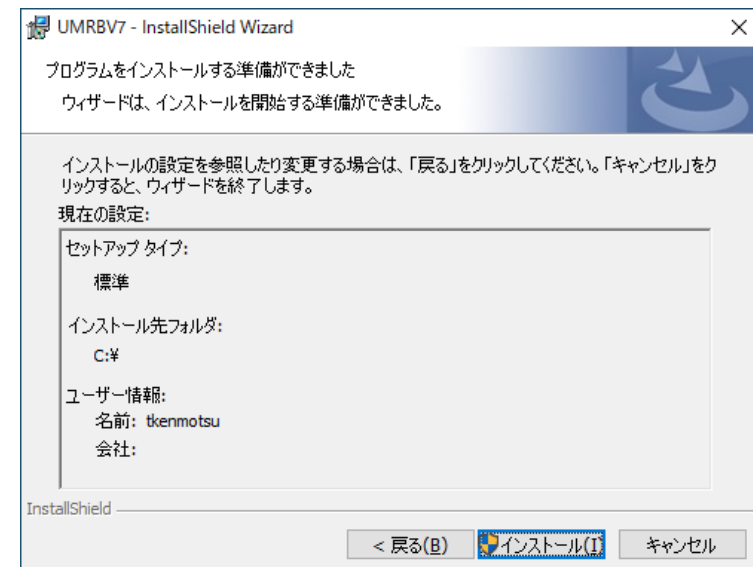 UMRBV7 - InstallShield Wizard
プログラムをインストールする準備ができました
ウィザードは、インストールを開始する準備ができました。
インストールの設定を参照したり変更する場合は、「戻る」をクリックしてください。「キャンセル」をク
リックすると、ウィザードを終了します。
現在の設定:
セットアップ タイプ:
標準
インストール先フォルダ:
C:¥
ユーザー情報:
名前: tkenmotsu
会社:
InstallShield
< 戻る(B)
インストール(I)
キャンセル